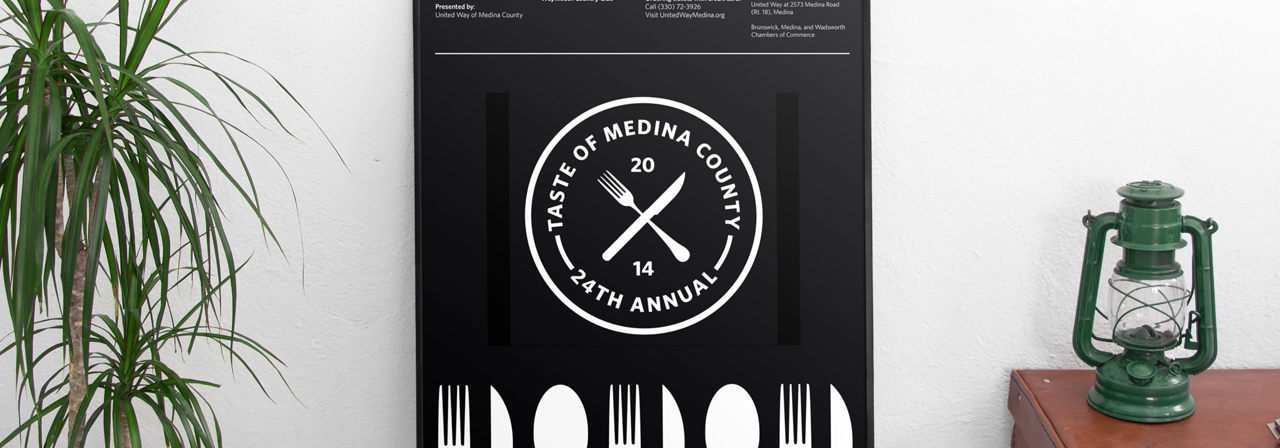 Presented by:
United Way of Medina County
Call (330) 72-3926
Visit UnitedWayMedina.org
United Way at 2573 Medina Road
(Rt. 18), Medina
Brunswick, Medina, and Wadsworth
Chambers of Commerce
TASTE OF MEDINA COUNTY
20
14
24TH ANNUAL